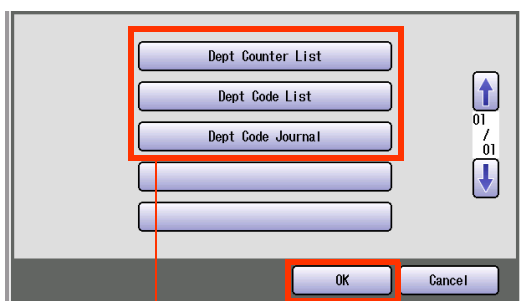 Dept Counter List
Dept Code List
Dept Code Journal
01
/
01
OK
Cancel